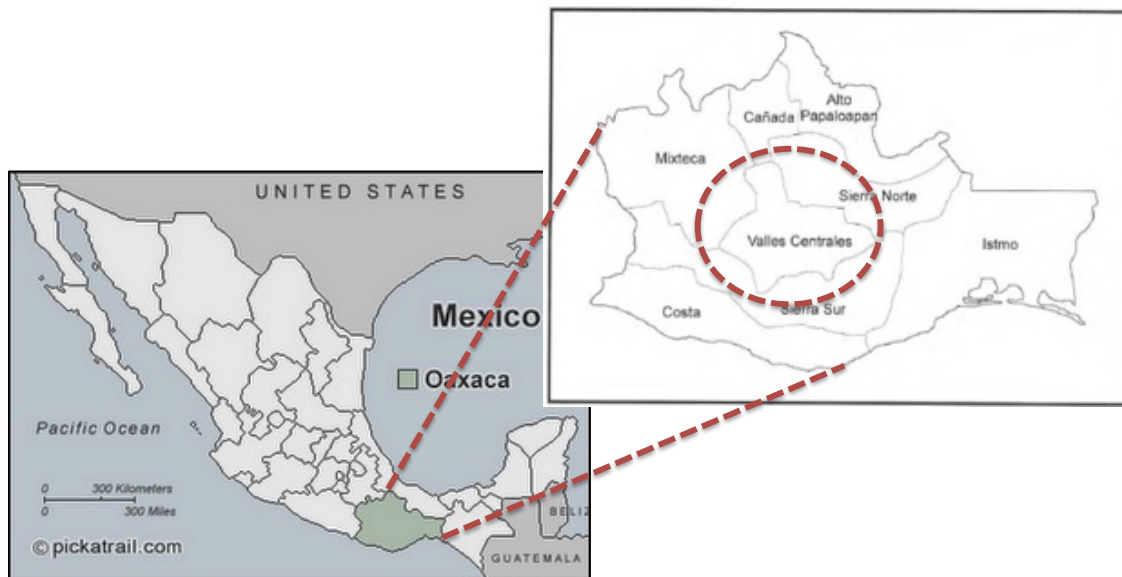 Alto
Papaloapan
Cañada
Mixteca
Sierra Norte
Valles Centrales
Istmo
Costa
Sierra Sur
UNITED STATES
Mexico
Oaxaca
Pacific Ocean
0 300 Kilometers
0 300 Miles
BELIZ
© pickatrail.com
GUATEMALA